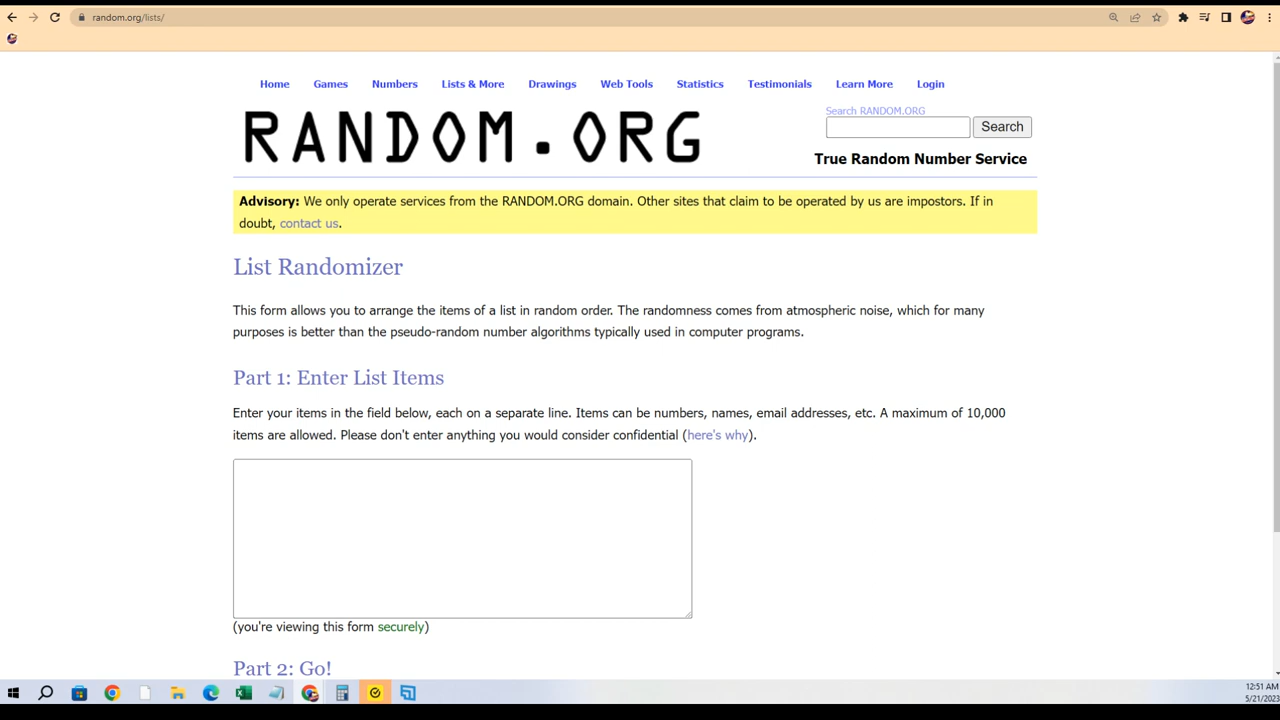 random.org/lists/
Home Games Numbers Lists & More Drawings Web Tools Statistics Testimonials Learn More Login
RANDOM.ORG
Search RANDOM.ORG
Search
True Random Number Service
Advisory: We only operate services from the RANDOM.ORG domain. Other sites that claim to be operated by us are impostors. If in
doubt, contact us.
List Randomizer
This form allows you to arrange the items of a list in random order. The randomness comes from atmospheric noise, which for many
purposes is better than the pseudo-random number algorithms typically used in computer programs.
Part 1: Enter List Items
Enter your items in the field below, each on a separate line. Items can be numbers, names, email addresses, etc. A maximum of 10,000
items are allowed. Please don't enter anything you would consider confidential (here's why).
(you're viewing this form securely)
Part 2: Go!
12:51 AM
5/21/2023